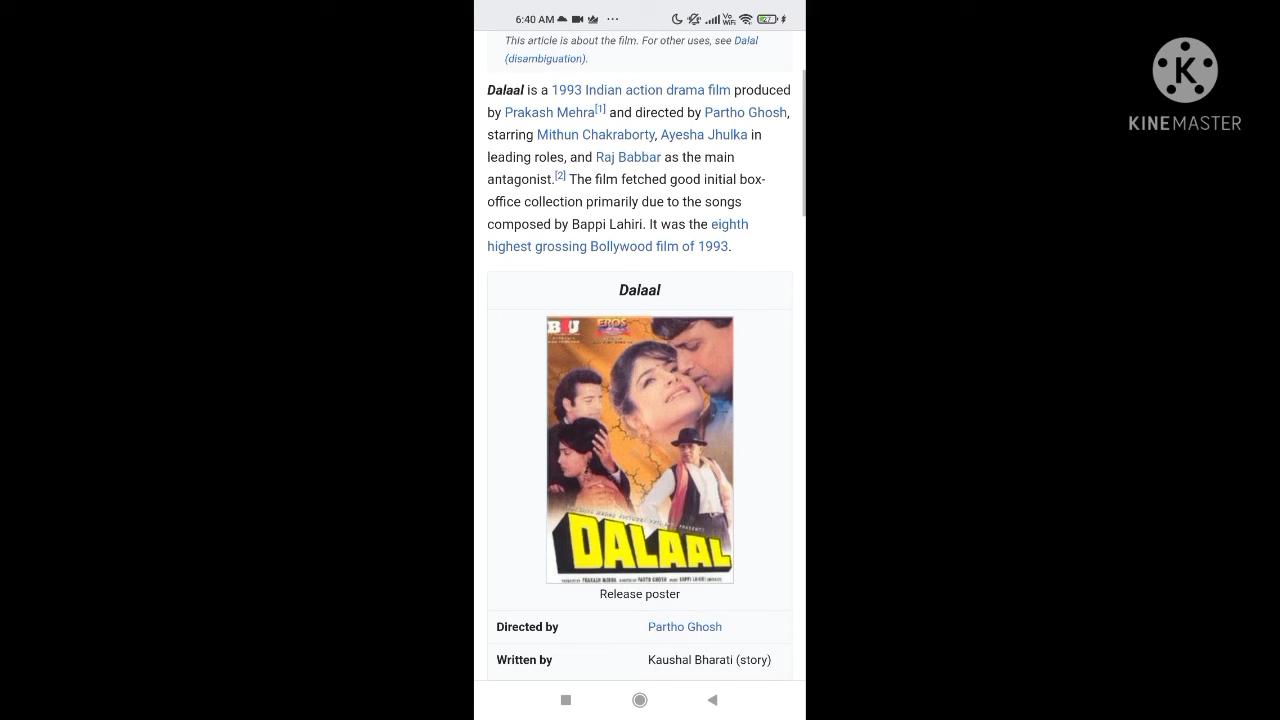 6:40 AM
Vo
WiFi
27
This article is about the film. For other uses, see Dalal
(disambiguation).
Dalaal is a 1993 Indian action drama film produced
by Prakash Mehra[1] and directed by Partho Ghosh,
starring Mithun Chakraborty, Ayesha Jhulka in
leading roles, and Raj Babbar as the main
antagonist.[2] The film fetched good initial box-
office collection primarily due to the songs
composed by Bappi Lahiri. It was the eighth
highest grossing Bollywood film of 1993.
Dalaal
EROS
DALAAL
Release poster
Directed by Partho Ghosh
Written by Kaushal Bharati (story)
K
KINEMASTER